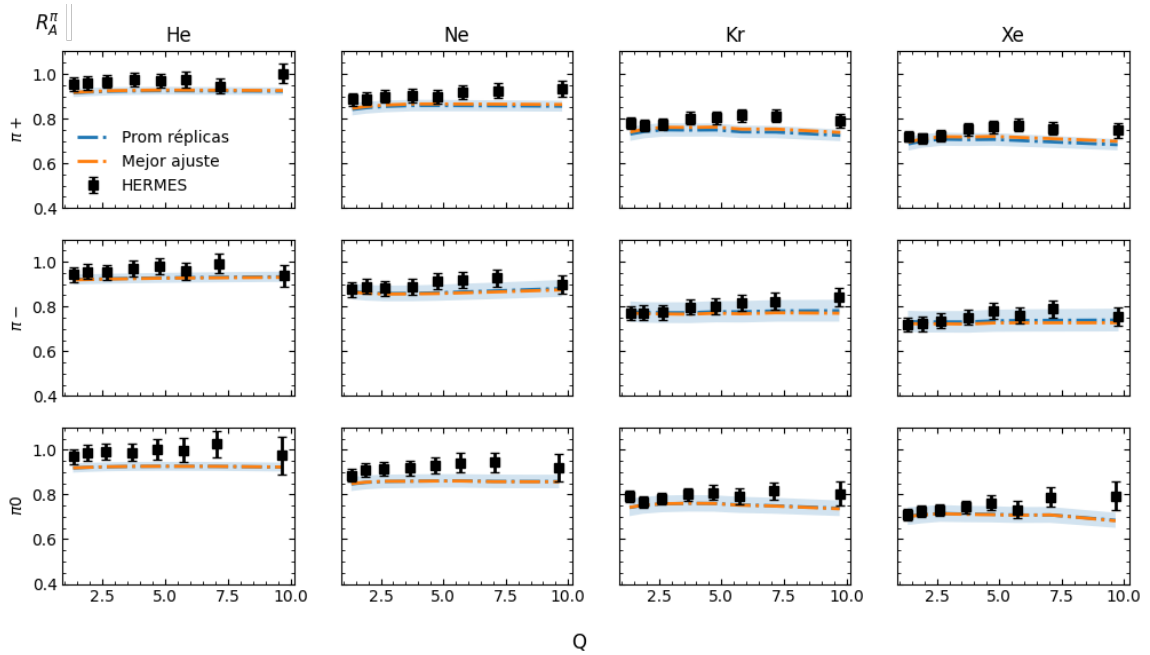 R_A^π
He Ne Kr Xe
π+
1.0
0.8
0.6
0.4
Prom réplicas
Mejor ajuste
HERMES
π−
1.0
0.8
0.6
0.4
π0
1.0
0.8
0.6
0.4
2.5 5.0 7.5 10.0 2.5 5.0 7.5 10.0 2.5 5.0 7.5 10.0 2.5 5.0 7.5 10.0
Q